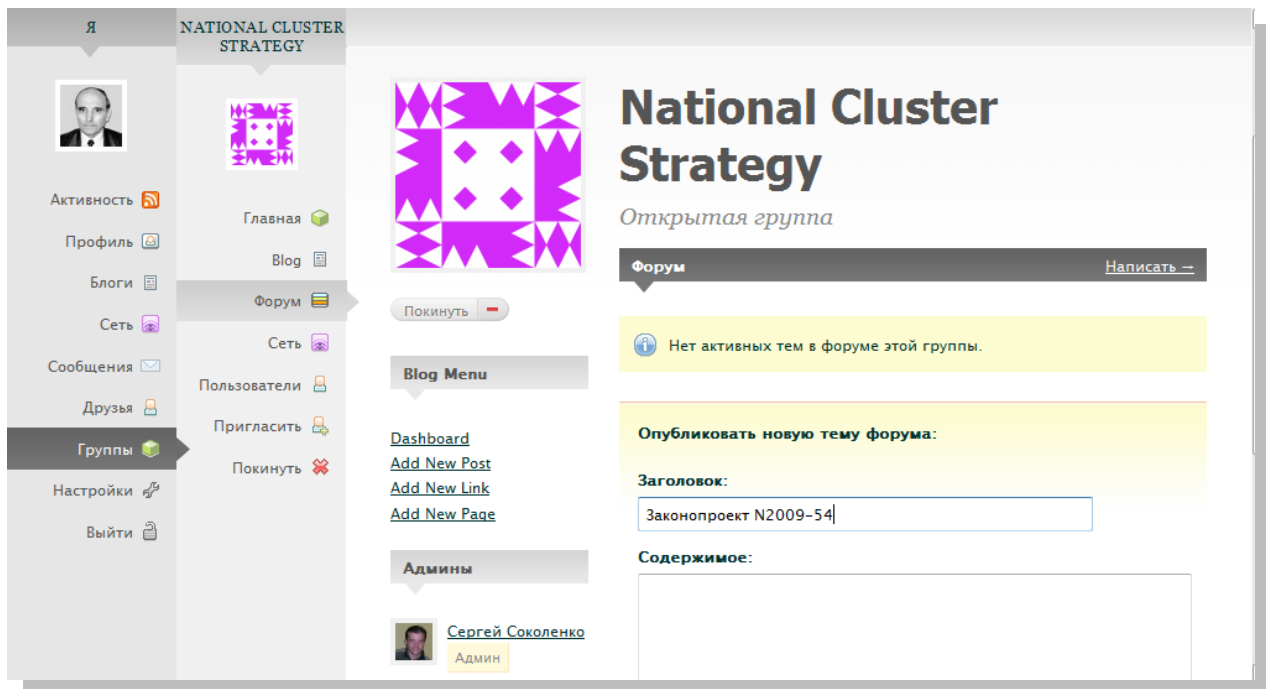 Я
NATIONAL CLUSTER
STRATEGY
Активность
Профиль
Блоги
Сеть
Сообщения
Друзья
Группы
Настройки
Выйти
Главная
Blog
Форум
Сеть
Пользователи
Пригласить
Покинуть
Покинуть
Blog Menu
Dashboard
Add New Post
Add New Link
Add New Page
Админы
Сергей Соколенко
Админ
National Cluster
Strategy
Открытая группа
Форум
Написать →
Нет активных тем в форуме этой группы.
Опубликовать новую тему форума:
Заголовок:
Законопроект N2009-54
Содержимое: